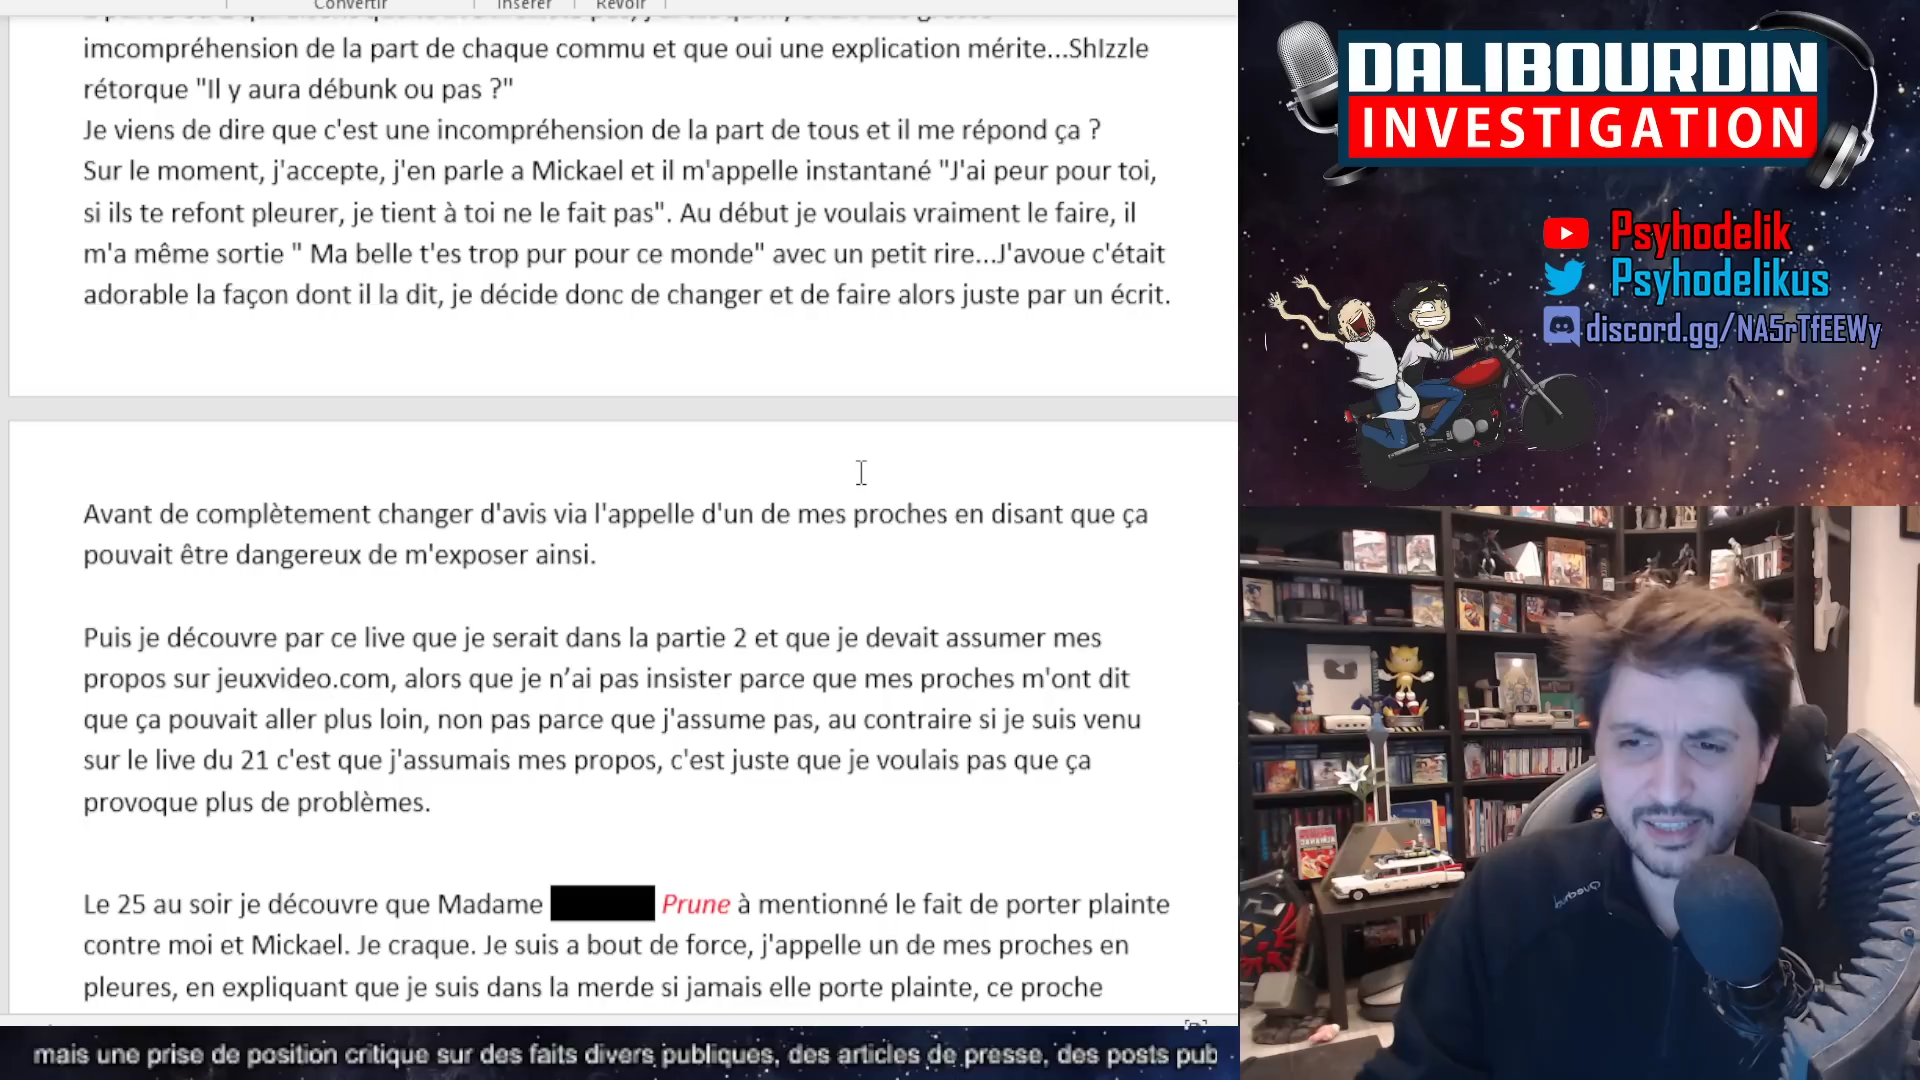 Convertir
Insérer
Revoir
imcompréhension de la part de chaque commu et que oui une explication mérite...ShIzzle
rétorque "Il y aura débunk ou pas ?"
Je viens de dire que c'est une incompréhension de la part de tous et il me répond ça ?
Sur le moment, j'accepte, j'en parle a Mickael et il m'appelle instantané "J'ai peur pour toi,
si ils te refont pleurer, je tient à toi ne le fait pas". Au début je voulais vraiment le faire, il
m'a même sortie " Ma belle t'es trop pur pour ce monde" avec un petit rire...J'avoue c'était
adorable la façon dont il la dit, je décide donc de changer et de faire alors juste par un écrit.
Avant de complètement changer d'avis via l'appelle d'un de mes proches en disant que ça
pouvait être dangereux de m'exposer ainsi.
Puis je découvre par ce live que je serait dans la partie 2 et que je devait assumer mes
propos sur jeuxvideo.com, alors que je n’ai pas insister parce que mes proches m'ont dit
que ça pouvait aller plus loin, non pas parce que j'assume pas, au contraire si je suis venu
sur le live du 21 c'est que j'assumais mes propos, c'est juste que je voulais pas que ça
provoque plus de problèmes.
Le 25 au soir je découvre que Madame Prune à mentionné le fait de porter plainte
contre moi et Mickael. Je craque. Je suis a bout de force, j'appelle un de mes proches en
pleures, en expliquant que je suis dans la merde si jamais elle porte plainte, ce proche
mais une prise de position critique sur des faits divers publiques, des articles de presse, des posts pub
DALIBOURDIN
INVESTIGATION
Psyhodelik
Psyhodelikus
discord.gg/NA5rTfEEWy